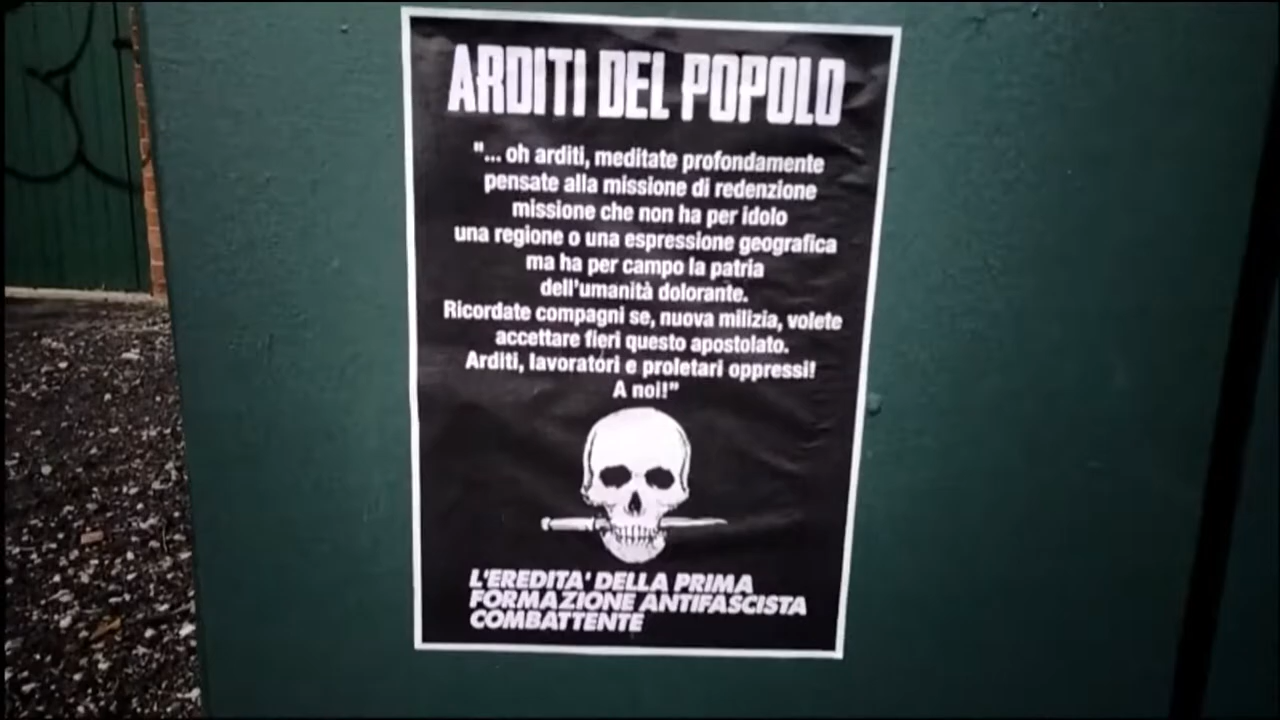 ARDITI DEL POPOLO
"... oh arditi, meditate profondamente
pensate alla missione di redenzione
missione che non ha per idolo
una regione o una espressione geografica
ma ha per campo la patria
dell'umanità dolorante.
Ricordate compagni se, nuova milizia, volete
accettare fieri questo apostolato.
Arditi, lavoratori e proletari oppressi!
A noi!"
L'EREDITA' DELLA PRIMA
FORMAZIONE ANTIFASCISTA
COMBATTENTE